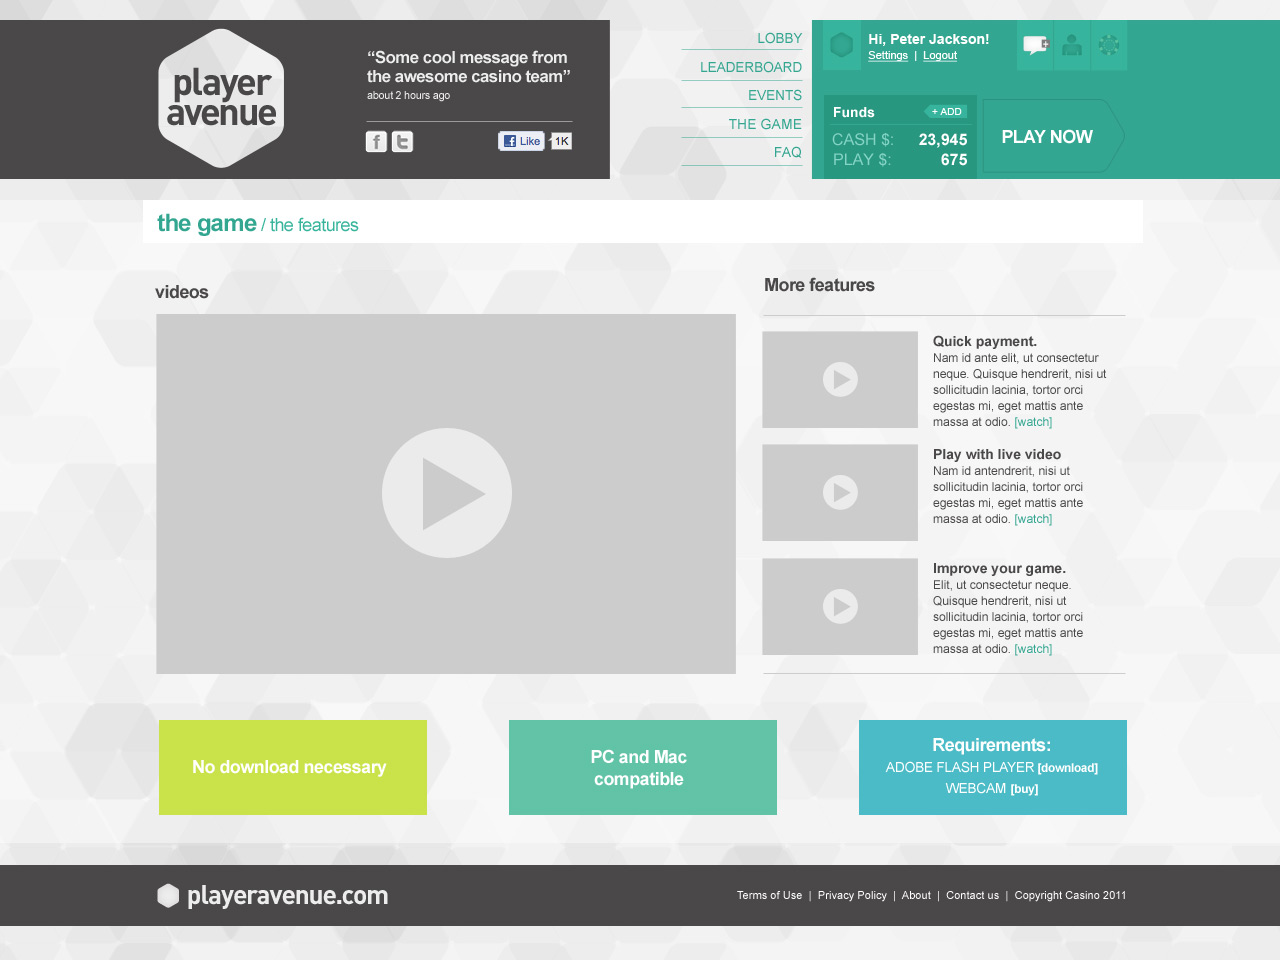 player
avenue
“Some cool message from
the awesome casino team”
about 2 hours ago
f t
f Like 1K
LOBBY
LEADERBOARD
EVENTS
THE GAME
FAQ
Hi, Peter Jackson!
Settings | Logout
Funds + ADD
CASH $: 23,945
PLAY $: 675
PLAY NOW
the game / the features
videos
More features
Quick payment.
Nam id ante elit, ut consectetur
neque. Quisque hendrerit, nisi ut
sollicitudin lacinia, tortor orci
egestas mi, eget mattis ante
massa at odio. [watch]
Play with live video
Nam id antendrerit, nisi ut
sollicitudin lacinia, tortor orci
egestas mi, eget mattis ante
massa at odio. [watch]
Improve your game.
Elit, ut consectetur neque.
Quisque hendrerit, nisi ut
sollicitudin lacinia, tortor orci
egestas mi, eget mattis ante
massa at odio. [watch]
No download necessary
PC and Mac
compatible
Requirements:
ADOBE FLASH PLAYER [download]
WEBCAM [buy]
playeravenue.com
Terms of Use | Privacy Policy | About | Contact us | Copyright Casino 2011